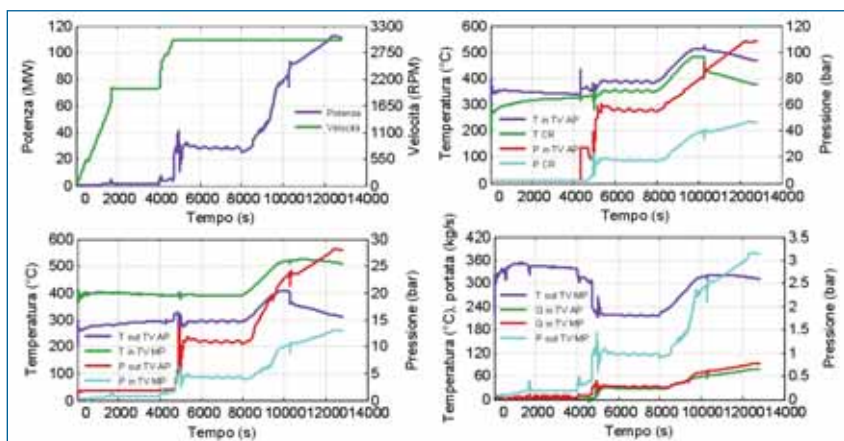 Potenza (MW)
120
100
80
60
40
20
0
3300
2750
2200
1650
1100
550
0
Velocità (RPM)
Potenza
Velocità
0 2000 4000 6000 8000 10000 12000 14000
Tempo (s)
Temperatura (°C)
600
500
400
300
200
100
0
120
100
80
60
40
20
0
Pressione (bar)
T in TV AP
T CR
P in TV AP
P CR
0 2000 4000 6000 8000 10000 12000 14000
Tempo (s)
Temperatura (°C)
600
500
400
300
200
100
0
30
25
20
15
10
5
0
Pressione (bar)
T out TV AP
T in TV MP
P out TV AP
P in TV MP
0 2000 4000 6000 8000 10000 12000 14000
Tempo (s)
Temperatura (°C), portata (kg/s)
420
360
300
240
180
120
60
0
3.5
3
2.5
2
1.5
1
0.5
0
Pressione (bar)
T out TV MP
Q in TV AP
Q in TV MP
P out TV MP
0 2000 4000 6000 8000 10000 12000 14000
Tempo (s)